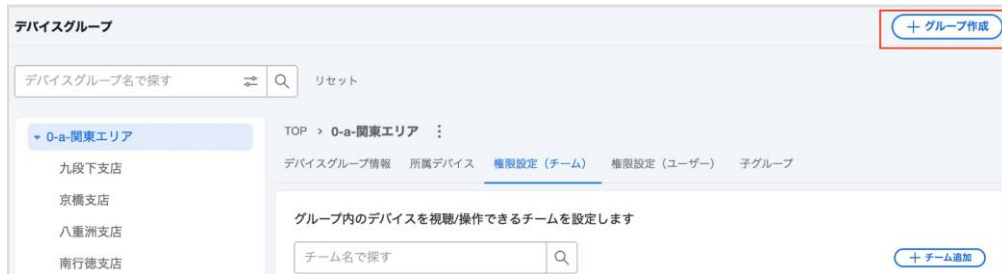 デバイスグループ
＋ グループ作成
デバイスグループ名で探す
リセット
0-a-関東エリア
九段下支店
京橋支店
八重洲支店
南行徳支店
TOP > 0-a-関東エリア
デバイスグループ情報 所属デバイス 権限設定（チーム） 権限設定（ユーザー） 子グループ
グループ内のデバイスを視聴/操作できるチームを設定します
チーム名で探す
＋ チーム追加